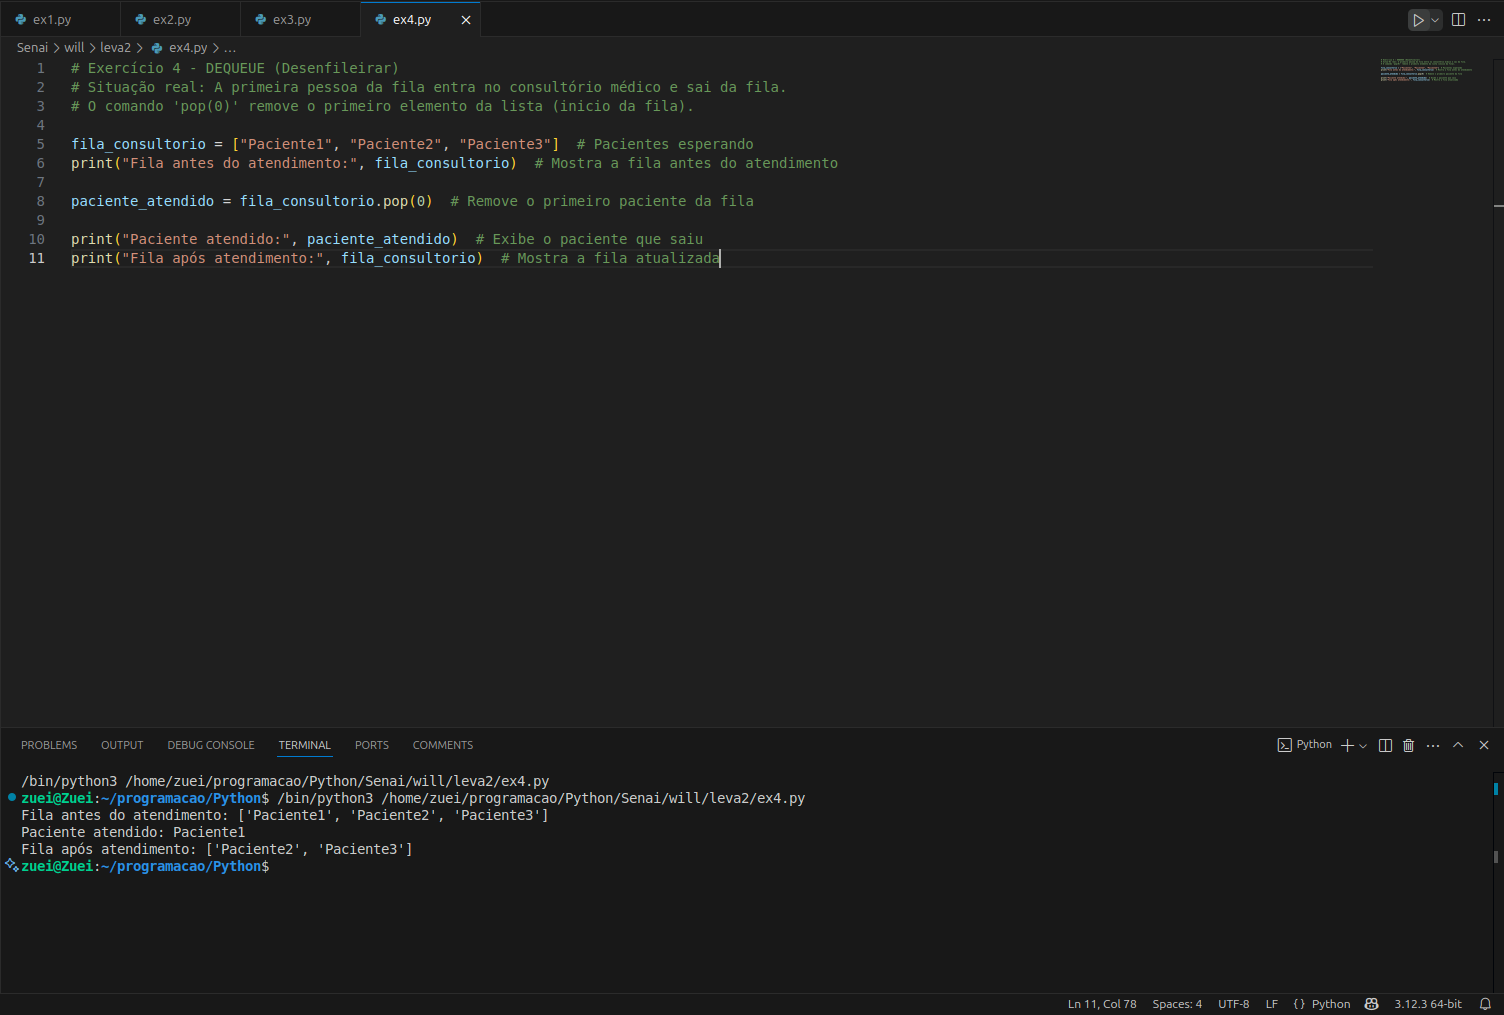 ex1.py ex2.py ex3.py ex4.py
Senai > will > leva2 > ex4.py > ...
1 # Exercício 4 - DEQUEUE (Desenfileirar)
2 # Situação real: A primeira pessoa da fila entra no consultório médico e sai da fila.
3 # O comando 'pop(0)' remove o primeiro elemento da lista (inicio da fila).
4
5 fila_consultorio = ["Paciente1", "Paciente2", "Paciente3"]  # Pacientes esperando
6 print("Fila antes do atendimento:", fila_consultorio)  # Mostra a fila antes do atendimento
7
8 paciente_atendido = fila_consultorio.pop(0)  # Remove o primeiro paciente da fila
9
10 print("Paciente atendido:", paciente_atendido)  # Exibe o paciente que saiu
11 print("Fila após atendimento:", fila_consultorio)  # Mostra a fila atualizada
PROBLEMS OUTPUT DEBUG CONSOLE TERMINAL PORTS COMMENTS Python
/bin/python3 /home/zuei/programacao/Python/Senai/will/leva2/ex4.py
zuei@Zuei:~/programacao/Python$ /bin/python3 /home/zuei/programacao/Python/Senai/will/leva2/ex4.py
Fila antes do atendimento: ['Paciente1', 'Paciente2', 'Paciente3']
Paciente atendido: Paciente1
Fila após atendimento: ['Paciente2', 'Paciente3']
zuei@Zuei:~/programacao/Python$
Ln 11, Col 78 Spaces: 4 UTF-8 LF {} Python 3.12.3 64-bit